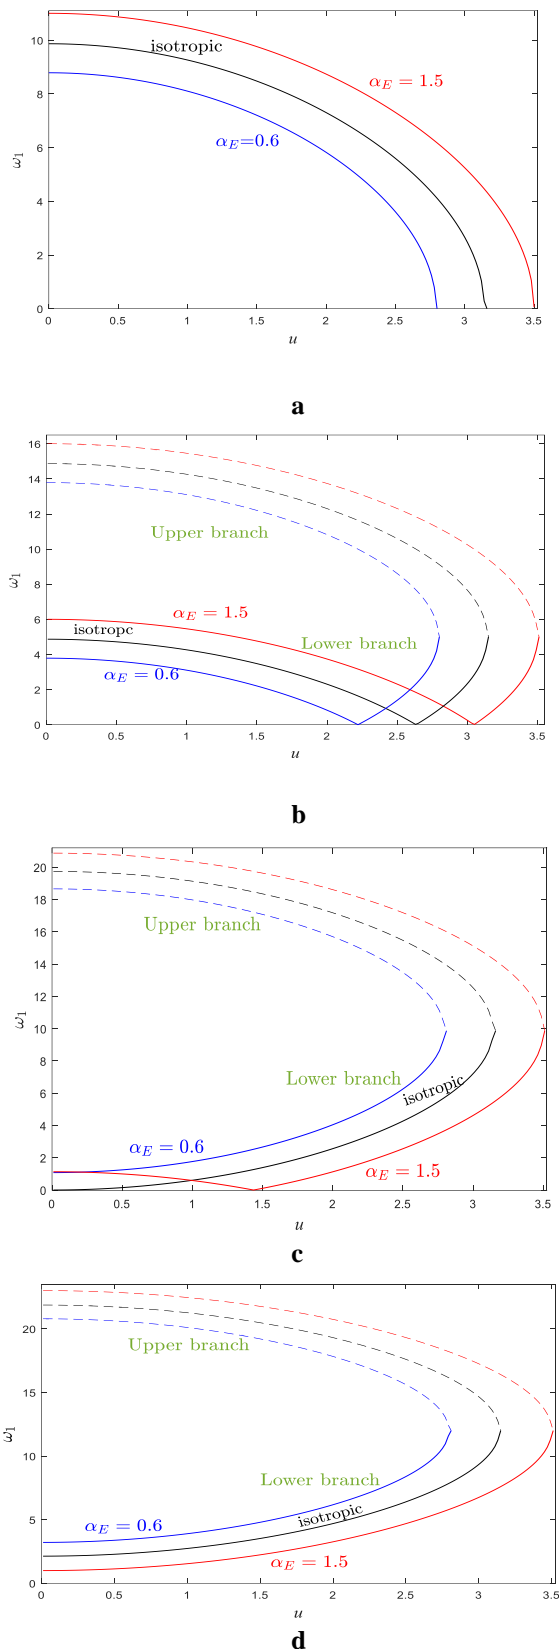 10
8
6
4
2
0
ω₁
isotropic
α_E = 1.5
α_E=0.6
0 0.5 1 1.5 2 2.5 3 3.5
u
a
16
14
12
10
8
6
4
2
0
ω₁
Upper branch
α_E = 1.5
isotropc
Lower branch
α_E = 0.6
0 0.5 1 1.5 2 2.5 3 3.5
u
b
20
18
16
14
12
10
8
6
4
2
0
ω₁
Upper branch
Lower branch
isotropic
α_E = 0.6
α_E = 1.5
0 0.5 1 1.5 2 2.5 3 3.5
u
c
20
15
10
5
0
ω₁
Upper branch
Lower branch
isotropic
α_E = 0.6
α_E = 1.5
0 0.5 1 1.5 2 2.5 3 3.5
u
d